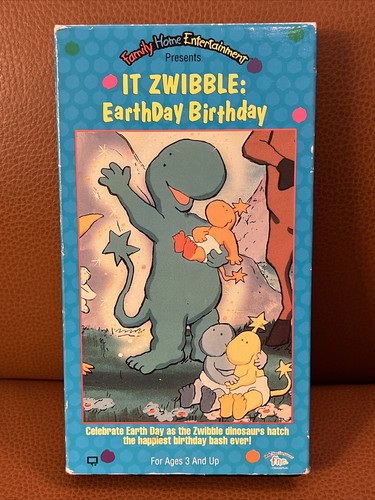 Family Home Entertainment
Presents
IT ZWIBBLE:
EarthDay Birthday
Celebrate Earth Day as the Zwibble dinosaurs hatch
the happiest birthday bash ever!
For Ages 3 And Up